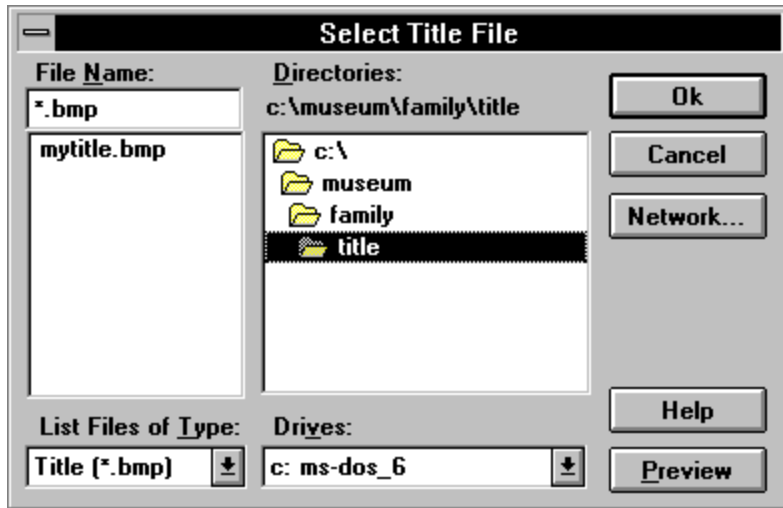 Select Title File
File Name:
*.bmp
mytitle.bmp
List Files of Type:
Title (*.bmp)
Directories:
c:\museum\family\title
c:\
museum
family
title
Drives:
c: ms-dos_6
Ok
Cancel
Network...
Help
Preview